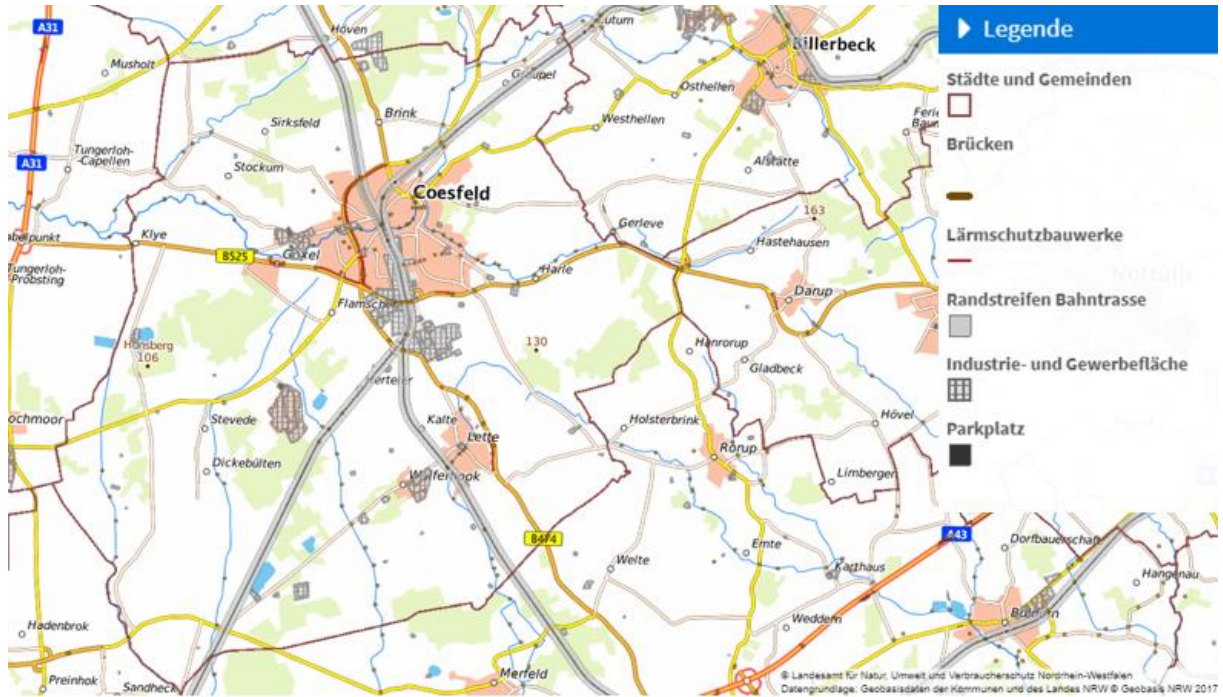 A31
Musholt
Höven
Billerbeck
Legende
Städte und Gemeinden
Brücken
Lärmschutzbauwerke
Randstreifen Bahntrasse
Industrie- und Gewerbefläche
Parkplatz
Gaupel
Osthellen
Sirksfeld
Brink
Westhellen
Tungerloh-
Capellen
A31
Stockum
Alstätte
Coesfeld
163
Klye
Gerleve
Hastehausen
B525
Goxel
Harle
Tungerloh-
Pröbsting
Flamschen
Darup
Hünsberg
106
130
Hanrorup
Gladbeck
Stevede
Kalte
Lette
Holsterbrink
Hövel
Rorup
Dickebülten
Limbergen
B474
A43
Dorfbauerschaft
Welte
Emte
Karthaus
Hangenau
Hadenbrok
Weddern
Buldern
Preinhok
Merfeld
© Landesamt für Natur, Umwelt und Verbraucherschutz Nordrhein-Westfalen
Datengrundlage: Geobasisdaten der Kommunen und des Landes NRW © Geobasis NRW 2017